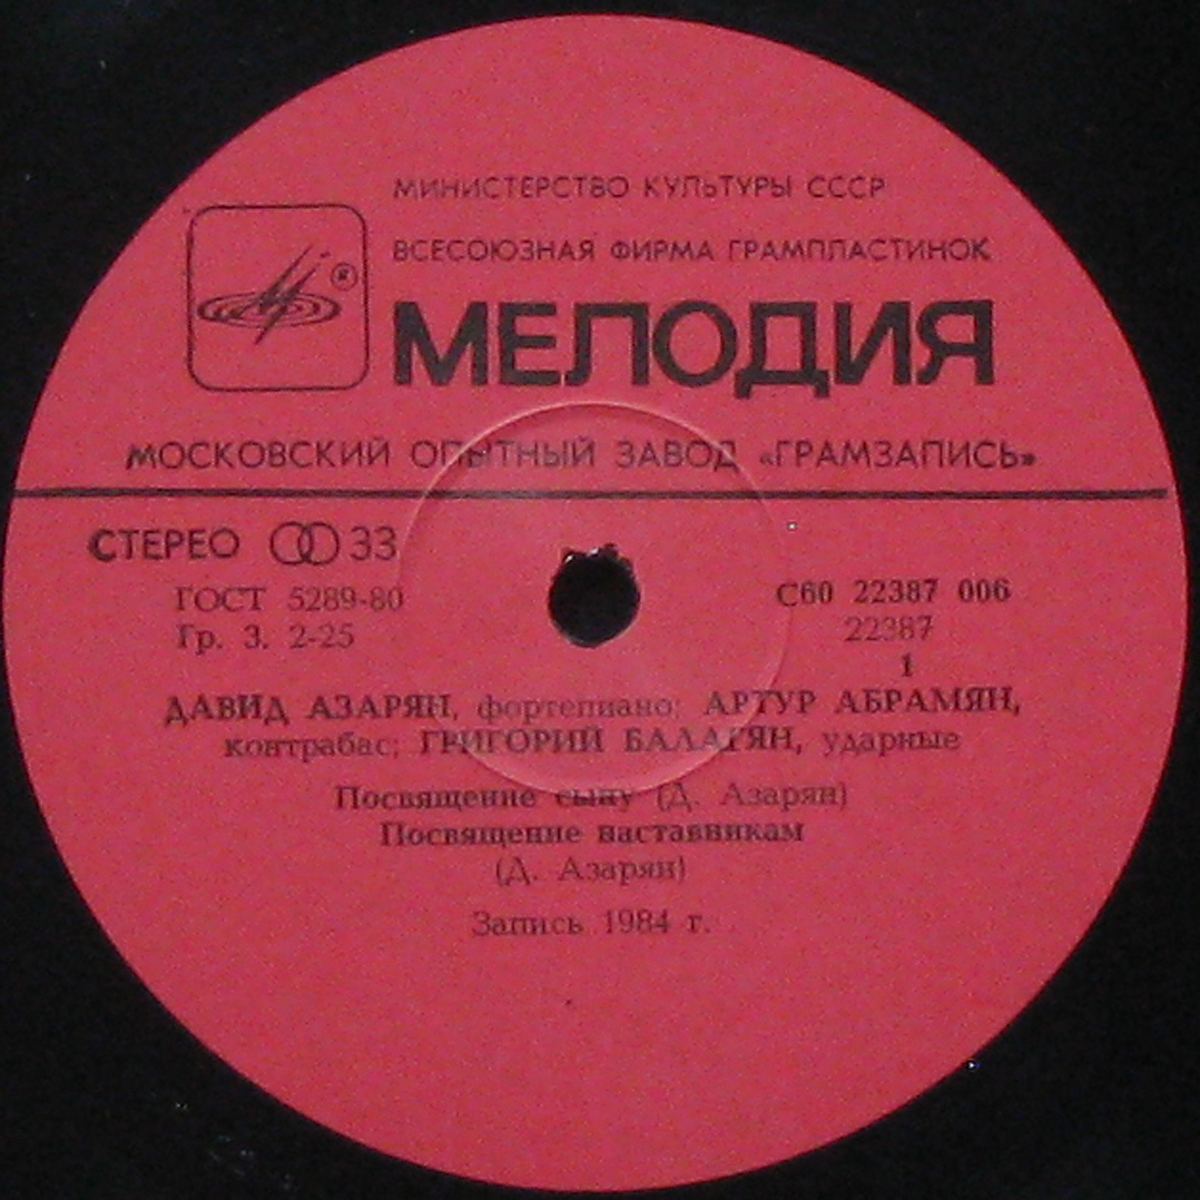 МИНИСТЕРСТВО КУЛЬТУРЫ СССР
ВСЕСОЮЗНАЯ ФИРМА ГРАМПЛАСТИНОК
®
МЕЛОДИЯ
МОСКОВСКИЙ ОПЫТНЫЙ ЗАВОД «ГРАМЗАПИСЬ»
СТЕРЕО 33
ГОСТ 5289-80
Гр. 3. 2-25
С60 22387 006
22387
1
ДАВИД АЗАРЯН, фортепиано; АРТУР АБРАМЯН,
контрабас; ГРИГОРИЙ БАЛАГЯН, ударные
Посвящение сыну (Д. Азарян)
Посвящение наставникам
(Д. Азарян)
Запись 1984 г.